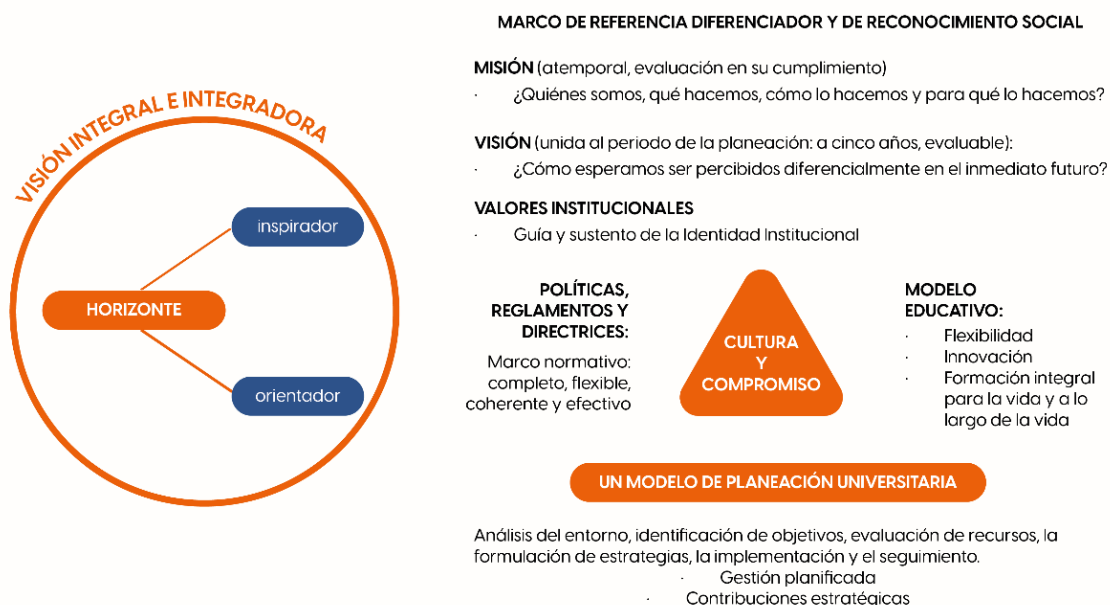 VISIÓN INTEGRAL E INTEGRADORA
inspirador
HORIZONTE
orientador
MARCO DE REFERENCIA DIFERENCIADOR Y DE RECONOCIMIENTO SOCIAL
MISIÓN (atemporal, evaluación en su cumplimiento)
· ¿Quiénes somos, qué hacemos, cómo lo hacemos y para qué lo hacemos?
VISIÓN (unida al periodo de la planeación: a cinco años, evaluable):
· ¿Cómo esperamos ser percibidos diferencialmente en el inmediato futuro?
VALORES INSTITUCIONALES
· Guía y sustento de la Identidad Institucional
POLÍTICAS,
REGLAMENTOS Y
DIRECTRICES:
Marco normativo:
completo, flexible,
coherente y efectivo
CULTURA
Y
COMPROMISO
MODELO
EDUCATIVO:
· Flexibilidad
· Innovación
· Formación integral
para la vida y a lo
largo de la vida
UN MODELO DE PLANEACIÓN UNIVERSITARIA
Análisis del entorno, identificación de objetivos, evaluación de recursos, la
formulación de estrategias, la implementación y el seguimiento.
· Gestión planificada
· Contribuciones estratégicas